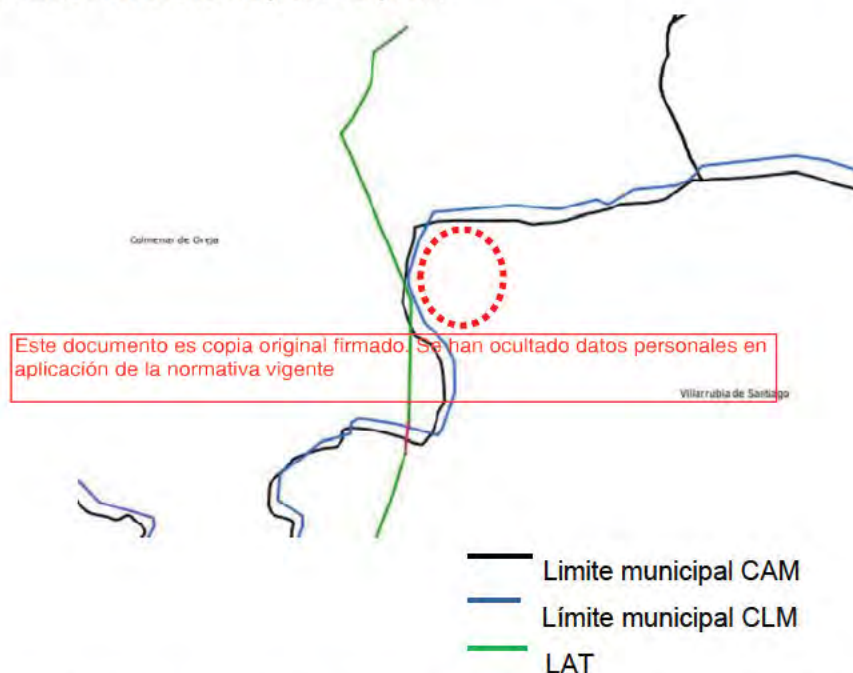 Colmenar de Oreja
Este documento es copia original firmado. Se han ocultado datos personales en
aplicación de la normativa vigente
Villarrubia de Santiago
Limite municipal CAM
Límite municipal CLM
LAT